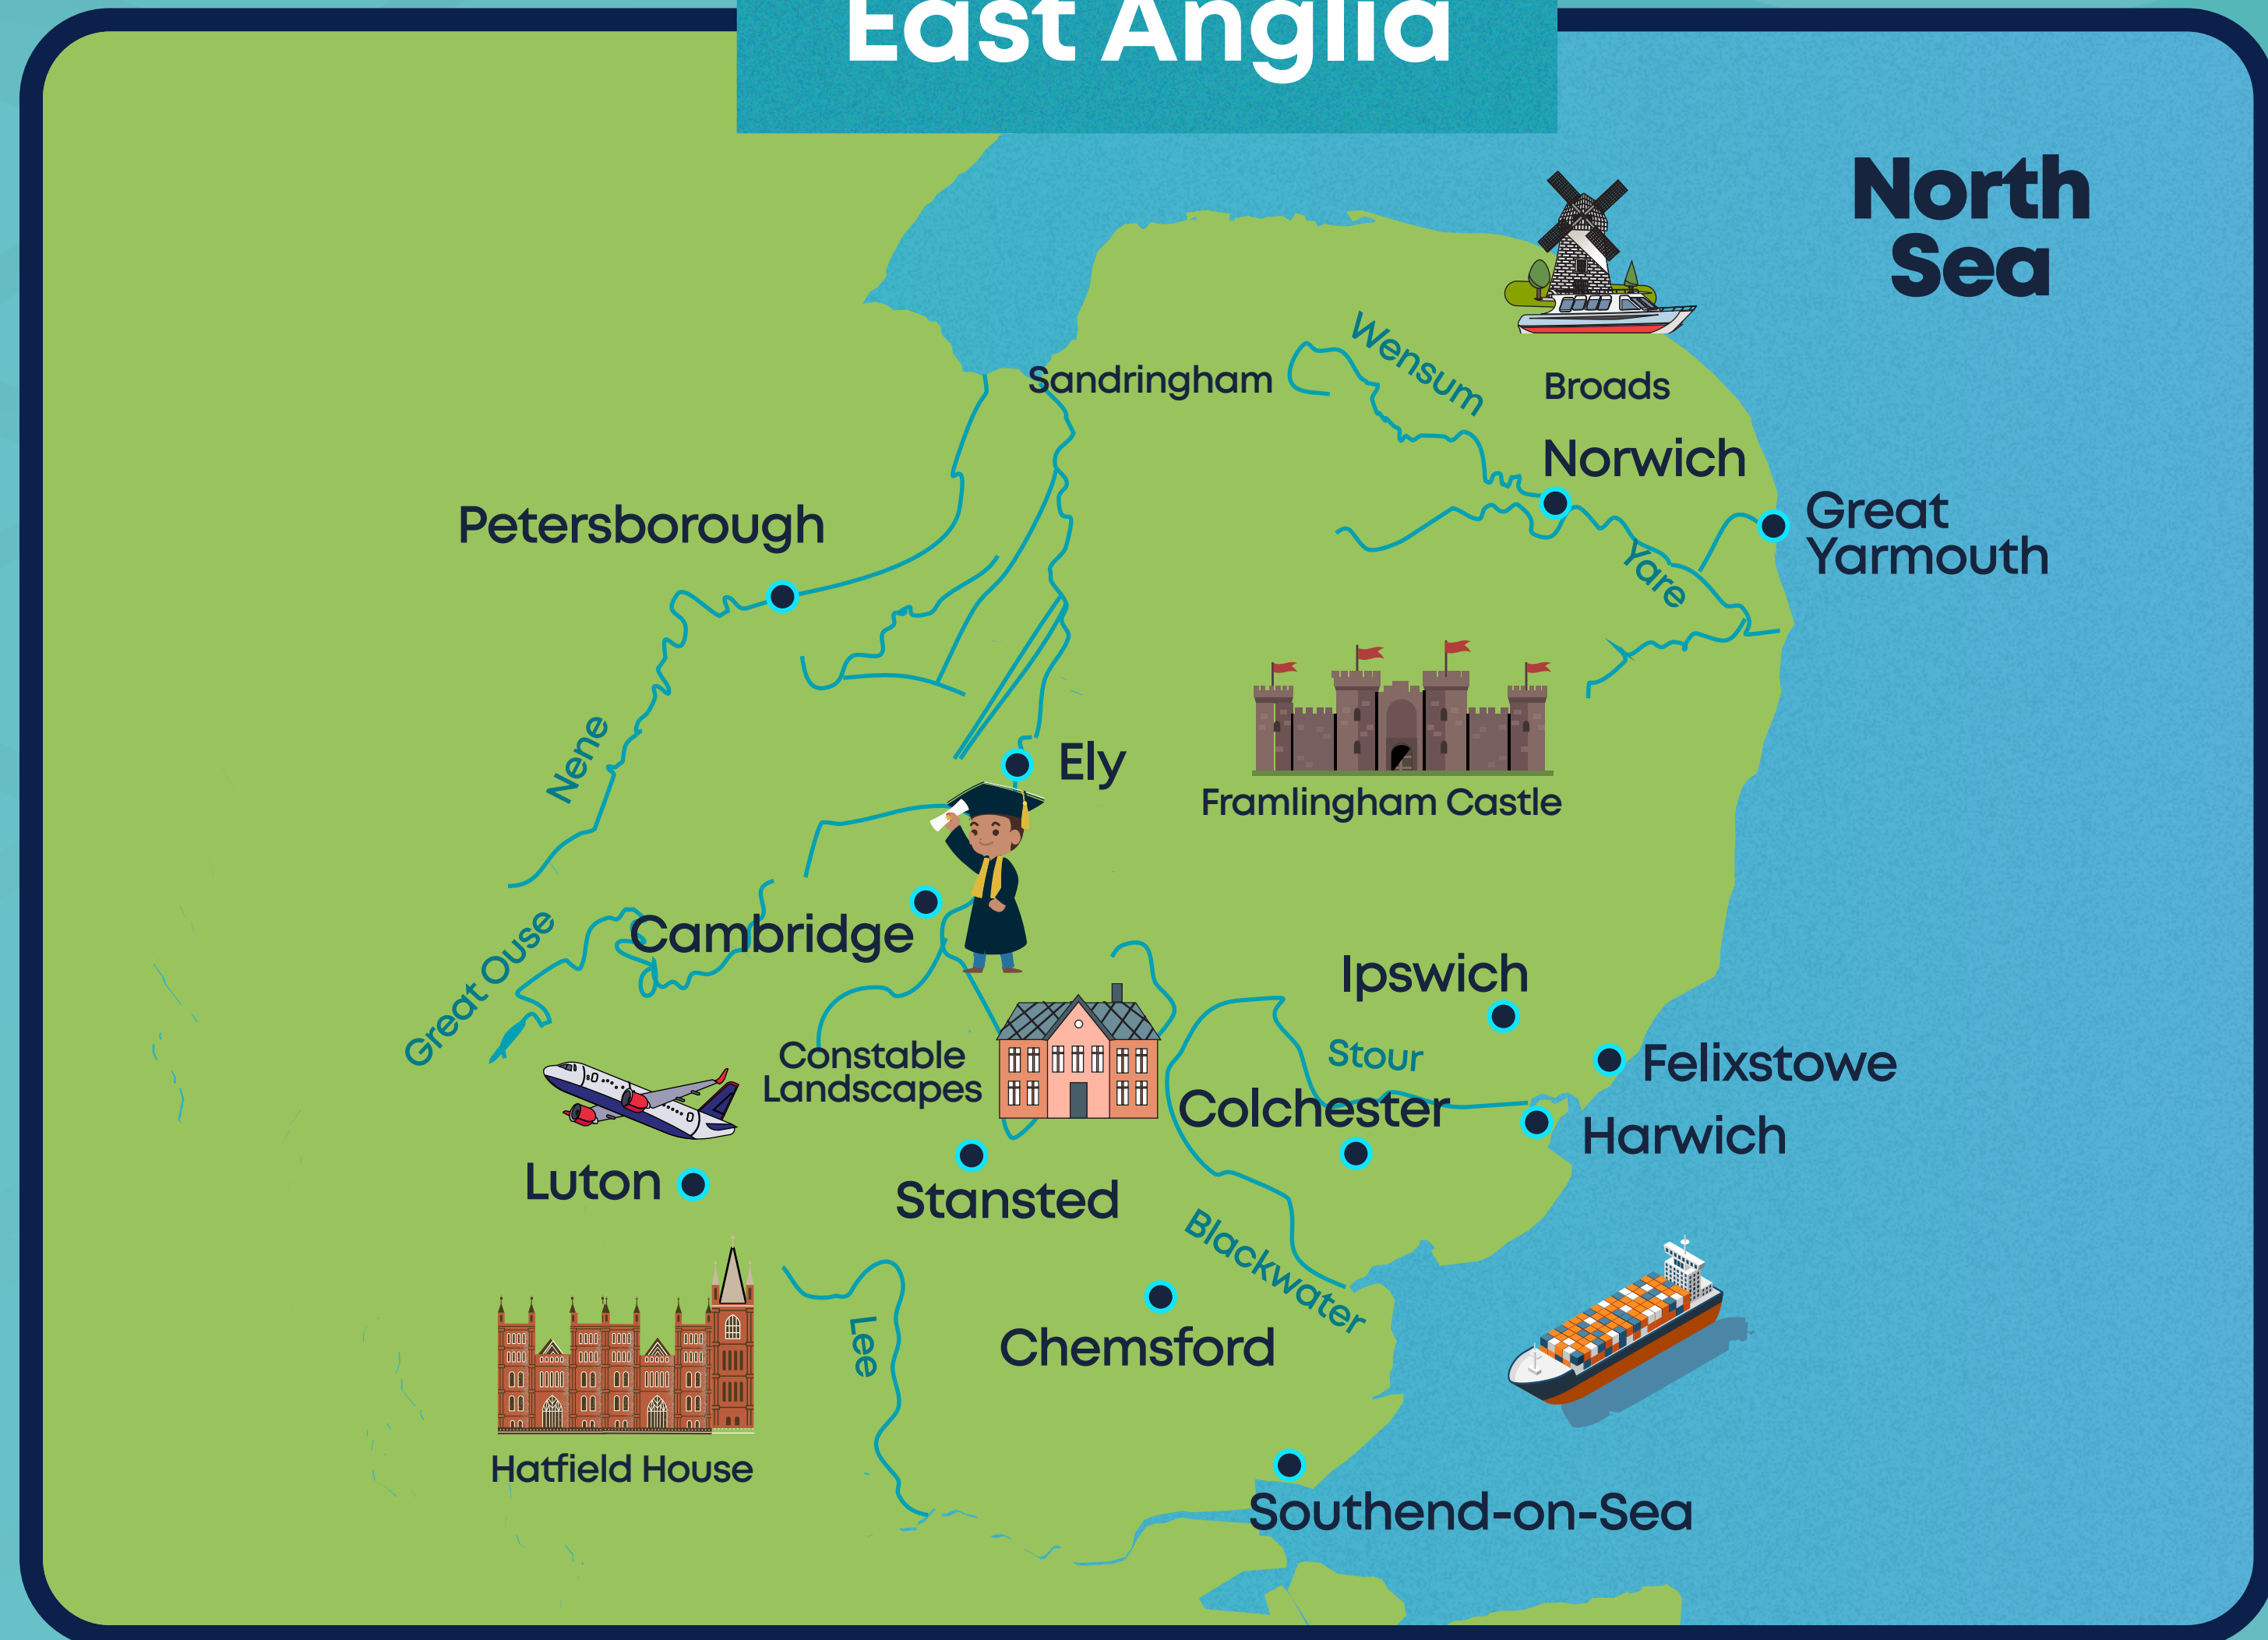 East Anglia
North
Sea
Wensum
Sandringham
Broads
Norwich
Great
Yarmouth
Petersborough
Yare
Nene
Ely
Framlingham Castle
Cambridge
Great Ouse
Ipswich
Stour
Constable
Landscapes
Felixstowe
Colchester
Harwich
Luton
Stansted
Blackwater
Lee
Chemsford
Hatfield House
Southend-on-Sea